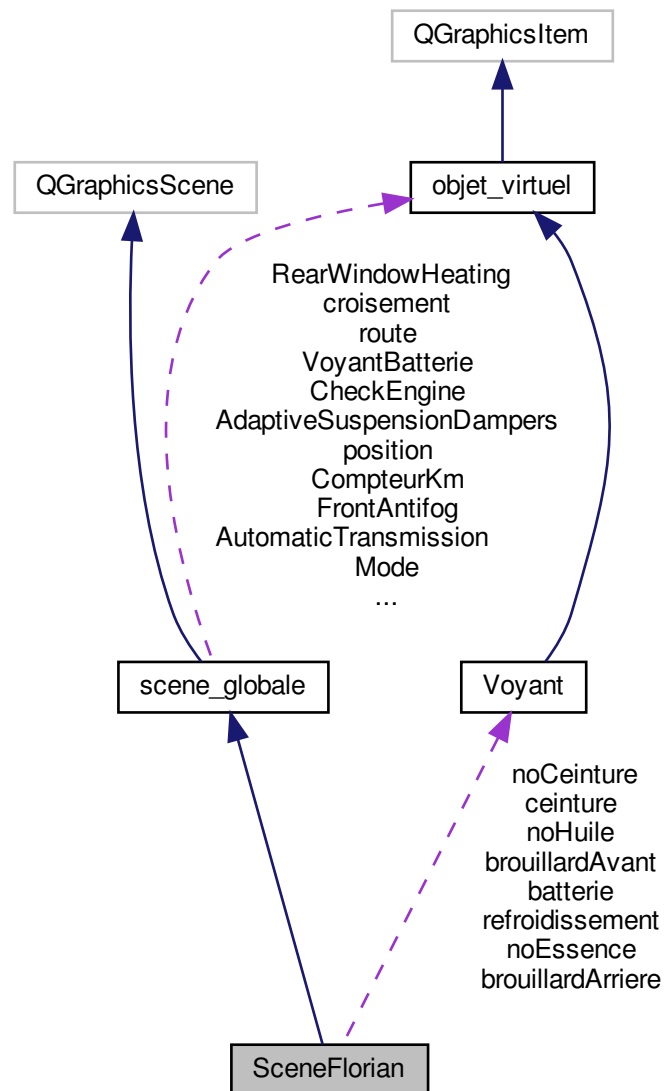 QGraphicsItem
QGraphicsScene
objet_virtuel
RearWindowHeating
croisement
route
VoyantBatterie
CheckEngine
AdaptiveSuspensionDampers
position
CompteurKm
FrontAntifog
AutomaticTransmission
Mode
...
scene_globale
Voyant
noCeinture
ceinture
noHuile
brouillardAvant
batterie
refroidissement
noEssence
brouillardArriere
SceneFlorian